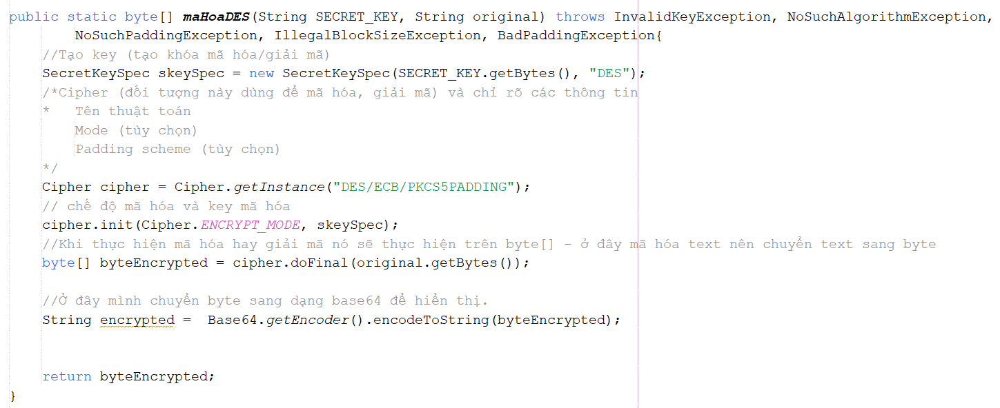 public static byte[] maHoaDES(String SECRET_KEY, String original) throws InvalidKeyException, NoSuchAlgorithmException,
        NoSuchPaddingException, IllegalBlockSizeException, BadPaddingException{
    //Tạo key (tạo khóa mã hóa/giải mã)
    SecretKeySpec skeySpec = new SecretKeySpec(SECRET_KEY.getBytes(), "DES");
    /*Cipher (đối tượng này dùng để mã hóa, giải mã) và chỉ rõ các thông tin
    *   Tên thuật toán
        Mode (tùy chọn)
        Padding scheme (tùy chọn)
    */
    Cipher cipher = Cipher.getInstance("DES/ECB/PKCS5PADDING");
    // chế độ mã hóa và key mã hóa
    cipher.init(Cipher.ENCRYPT_MODE, skeySpec);
    //Khi thực hiện mã hóa hay giải mã nó sẽ thực hiện trên byte[] - ở đây mã hóa text nên chuyển text sang byte
    byte[] byteEncrypted = cipher.doFinal(original.getBytes());
    //Ở đây mình chuyển byte sang dạng base64 để hiển thị.
    String encrypted =  Base64.getEncoder().encodeToString(byteEncrypted);
    return byteEncrypted;
}